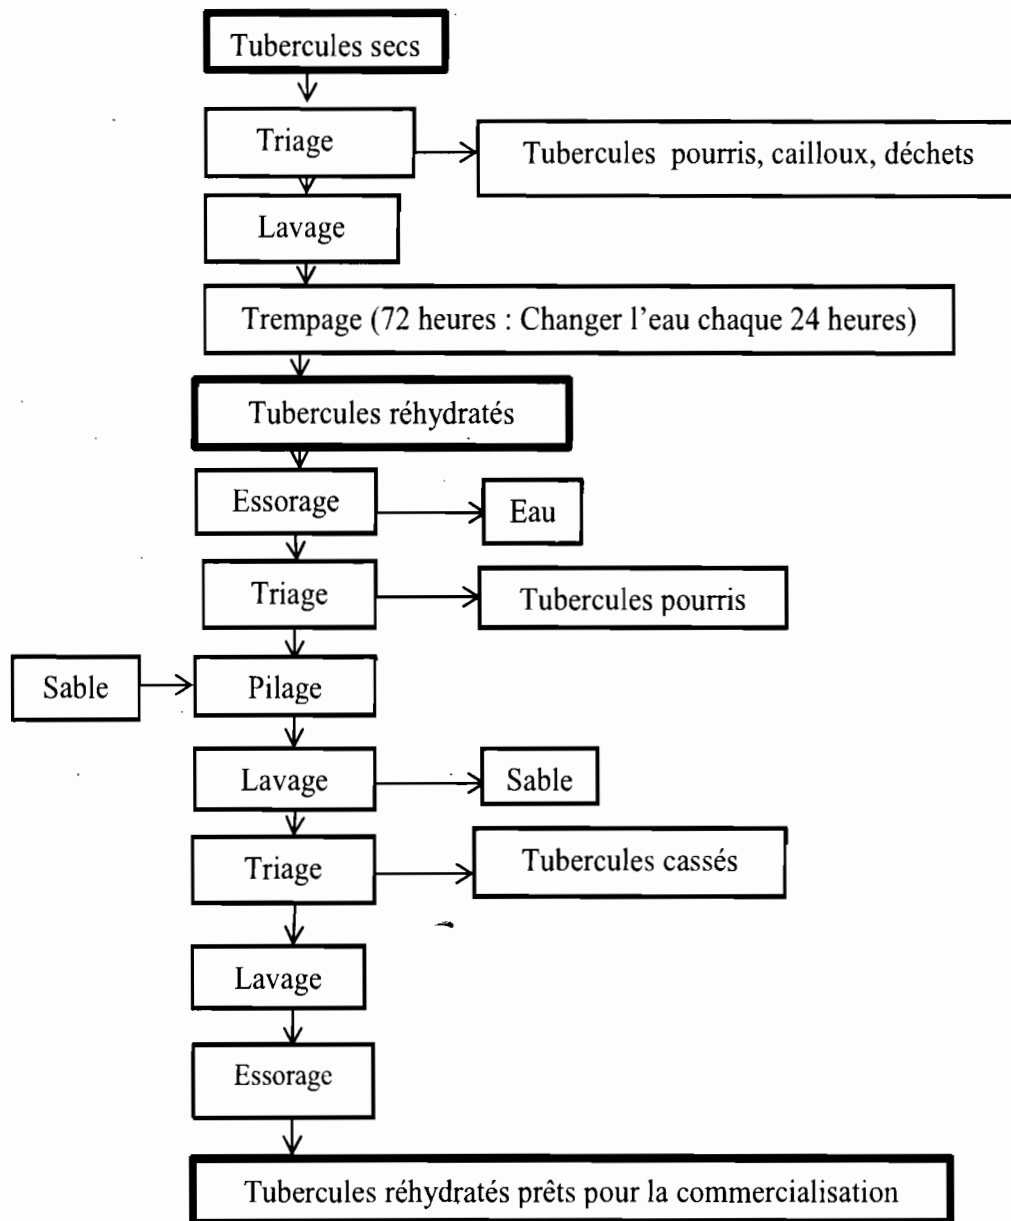 Tubercules secs
Triage
Tubercules pourris, cailloux, déchets
Lavage
Trempage (72 heures : Changer l'eau chaque 24 heures)
Tubercules réhydratés
Essorage
Eau
Triage
Tubercules pourris
Sable
Pilage
Lavage
Sable
Triage
Tubercules cassés
Lavage
Essorage
Tubercules réhydratés prêts pour la commercialisation